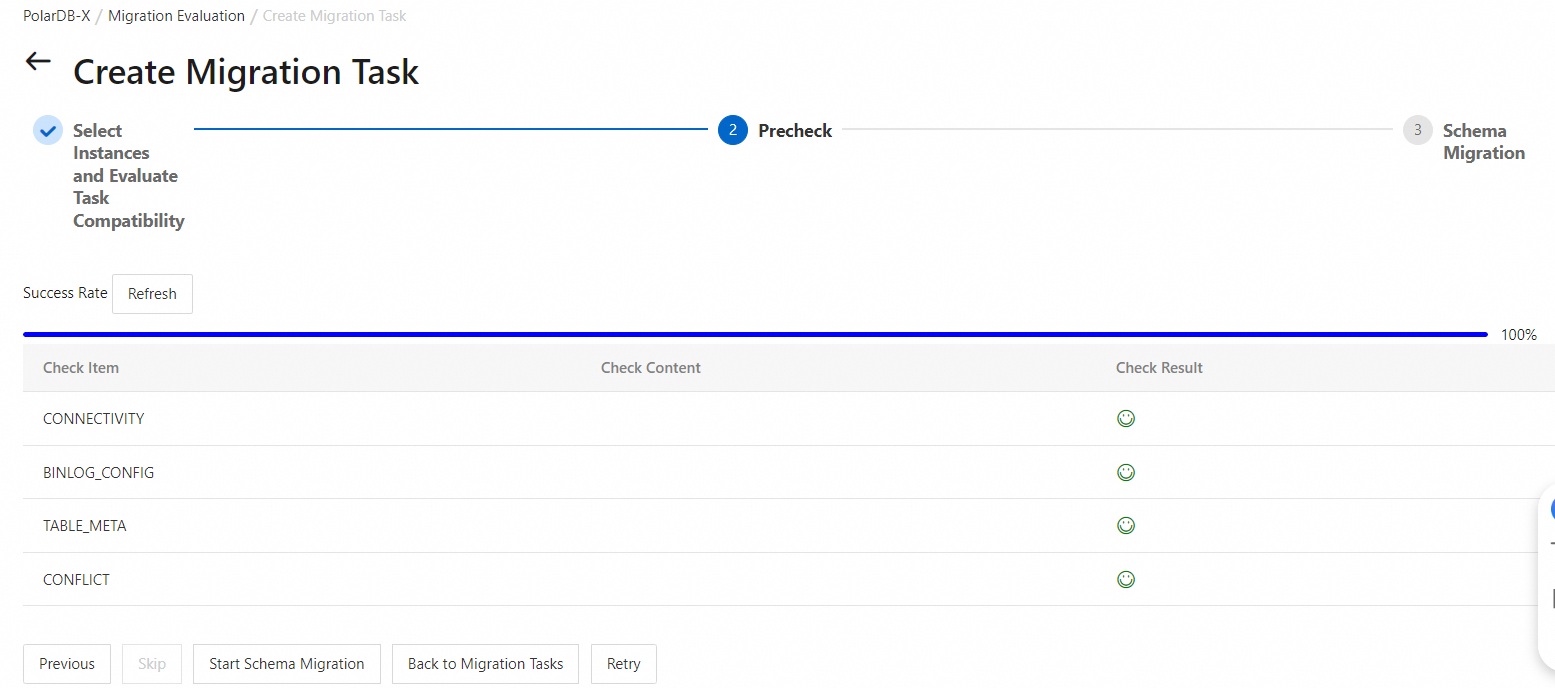 PolarDB-X / Migration Evaluation / Create Migration Task
Create Migration Task
Select
Instances
and Evaluate
Task
Compatibility
2 Precheck
3 Schema
Migration
Success Rate Refresh
100%
Check Item Check Content Check Result
CONNECTIVITY
BINLOG_CONFIG
TABLE_META
CONFLICT
Previous Skip Start Schema Migration Back to Migration Tasks Retry